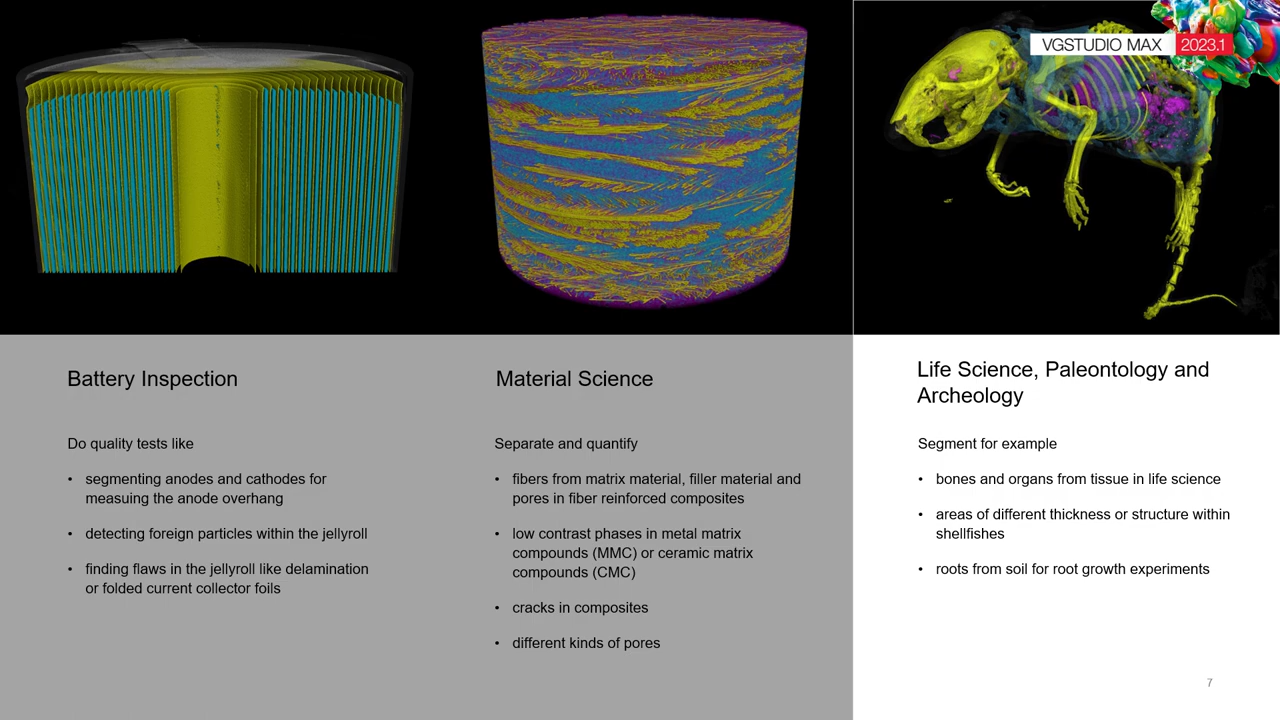 VGSTUDIO MAX 2023.1
Battery Inspection
Do quality tests like
• segmenting anodes and cathodes for
measuing the anode overhang
• detecting foreign particles within the jellyroll
• finding flaws in the jellyroll like delamination
or folded current collector foils
Material Science
Separate and quantify
• fibers from matrix material, filler material and
pores in fiber reinforced composites
• low contrast phases in metal matrix
compounds (MMC) or ceramic matrix
compounds (CMC)
• cracks in composites
• different kinds of pores
Life Science, Paleontology and
Archeology
Segment for example
• bones and organs from tissue in life science
• areas of different thickness or structure within
shellfishes
• roots from soil for root growth experiments
7